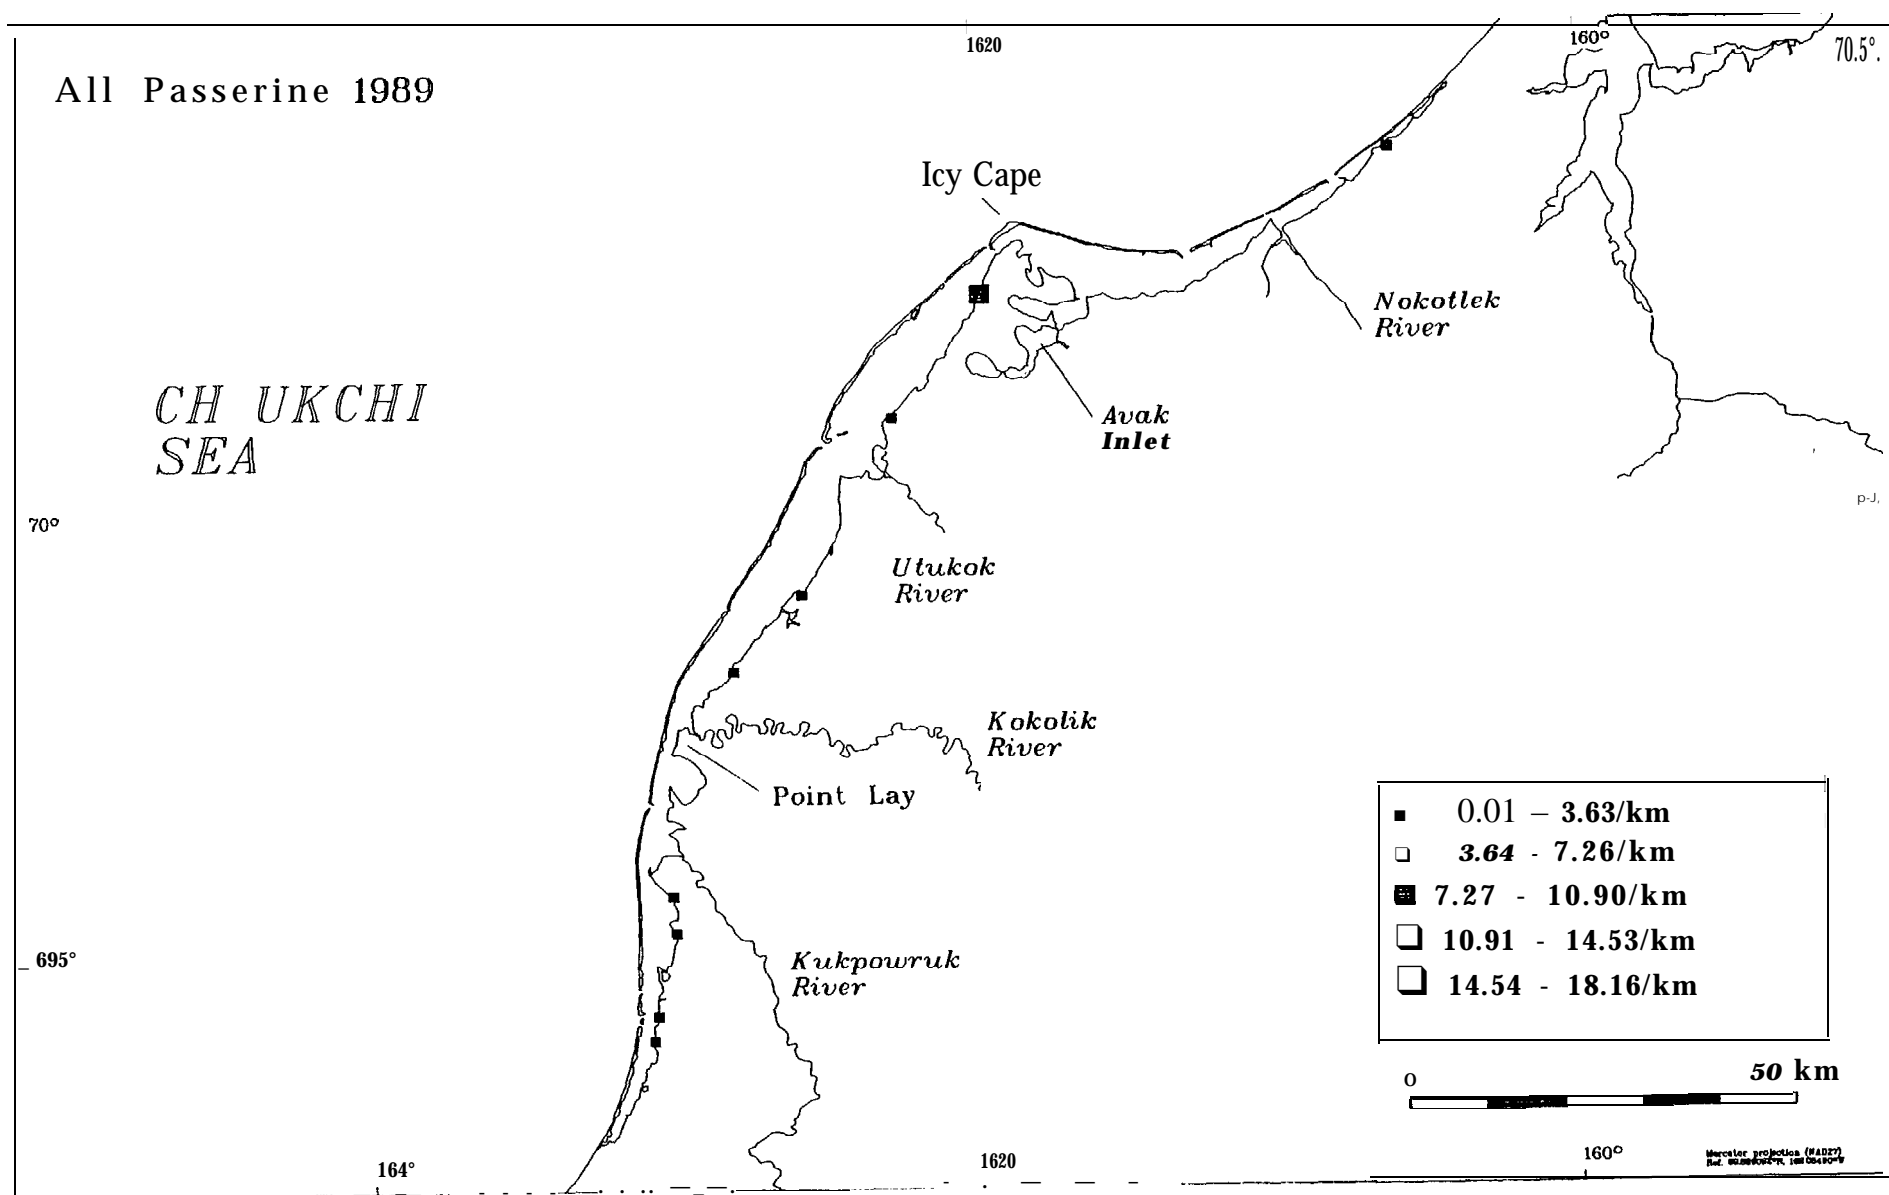 1620
160°
70.5°.
All Passerine 1989
Icy Cape
Nokotlek
River
CH UKCHI
SEA
Avak
Inlet
p-J,
70°
Utukok
River
Kokolik
River
Point Lay
0.01 – 3.63/km
3.64 - 7.26/km
7.27 - 10.90/km
10.91 - 14.53/km
14.54 - 18.16/km
695°
Kukpowruk
River
0 50 km
164°
1620
160°
Mercator projection (NAD27)